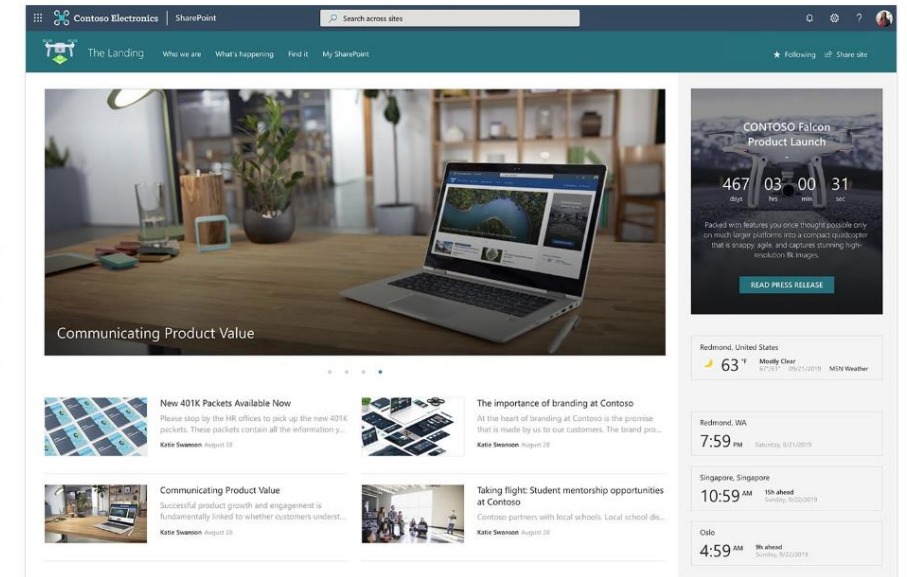 Contoso Electronics | SharePoint
Search across sites
?
The Landing
Who we are
What's happening
Find it
My SharePoint
Following
Share site
Communicating Product Value
CONTOSO Falcon
Product Launch
467 03 00 31
days hrs min sec
Packed with features you once thought possible only
on much larger platforms into a compact quadcopter
that is snappy, agile, and captures stunning high-
resolution 8k images.
READ PRESS RELEASE
New 401K Packets Available Now
Please stop by the HR offices to pick up the new 401K
packets. These packets contain all the information y...
Katie Swanson August 28
The importance of branding at Contoso
At the heart of branding at Contoso is the promise
that is made by us to our customers. The brand pro...
Katie Swanson August 28
Communicating Product Value
Successful product growth and engagement is
fundamentally linked to whether customers underst...
Katie Swanson August 28
Taking flight: Student mentorship opportunities
at Contoso
Contoso partners with local schools. Local school dis...
Katie Swanson August 28
Redmond, United States
63 °F
Mostly Clear
67°/63° 09/21/2019 MSN Weather
Redmond, WA
7:59 PM Saturday, 9/21/2019
Singapore, Singapore
10:59 AM
15h ahead
Sunday, 9/22/2019
Oslo
4:59 AM
9h ahead
Sunday, 9/22/2019